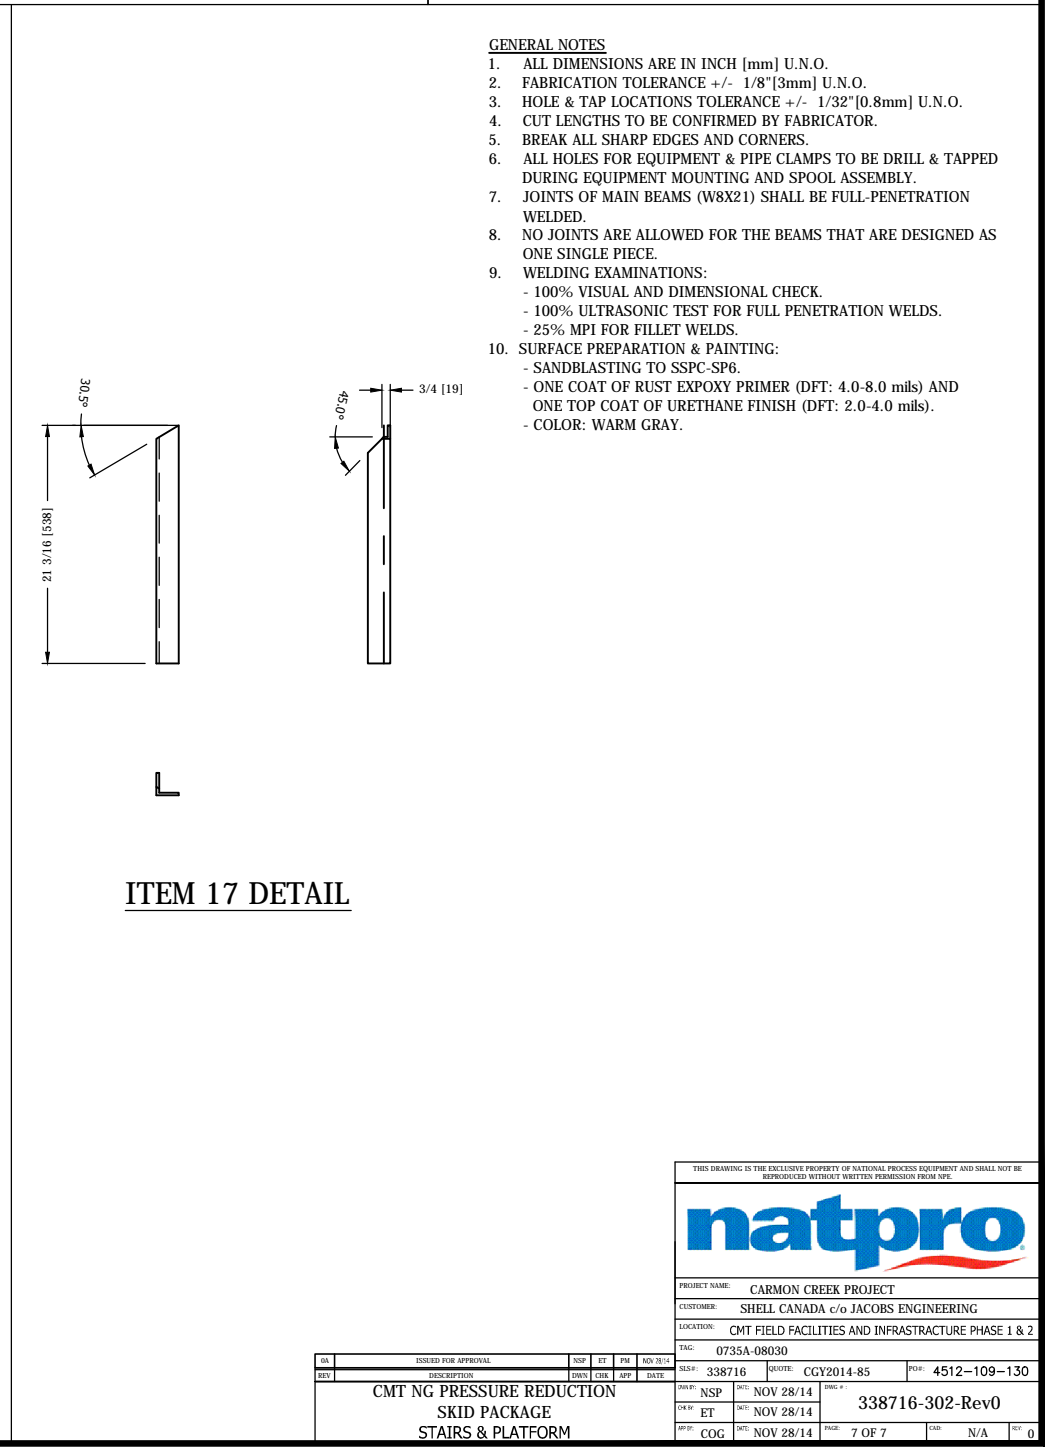 GENERAL NOTES
1. ALL DIMENSIONS ARE IN INCH [mm] U.N.O.
2. FABRICATION TOLERANCE +/- 1/8"[3mm] U.N.O.
3. HOLE & TAP LOCATIONS TOLERANCE +/- 1/32"[0.8mm] U.N.O.
4. CUT LENGTHS TO BE CONFIRMED BY FABRICATOR.
5. BREAK ALL SHARP EDGES AND CORNERS.
6. ALL HOLES FOR EQUIPMENT & PIPE CLAMPS TO BE DRILL & TAPPED
DURING EQUIPMENT MOUNTING AND SPOOL ASSEMBLY.
7. JOINTS OF MAIN BEAMS (W8X21) SHALL BE FULL-PENETRATION
WELDED.
8. NO JOINTS ARE ALLOWED FOR THE BEAMS THAT ARE DESIGNED AS
ONE SINGLE PIECE.
9. WELDING EXAMINATIONS:
- 100% VISUAL AND DIMENSIONAL CHECK.
- 100% ULTRASONIC TEST FOR FULL PENETRATION WELDS.
- 25% MPI FOR FILLET WELDS.
10. SURFACE PREPARATION & PAINTING:
- SANDBLASTING TO SSPC-SP6.
- ONE COAT OF RUST EXPOXY PRIMER (DFT: 4.0-8.0 mils) AND
ONE TOP COAT OF URETHANE FINISH (DFT: 2.0-4.0 mils).
- COLOR: WARM GRAY.
30.5°
45.0°
3/4 [19]
21 3/16 [538]
ITEM 17 DETAIL
THIS DRAWING IS THE EXCLUSIVE PROPERTY OF NATIONAL PROCESS EQUIPMENT AND SHALL NOT BE
REPRODUCED WITHOUT WRITTEN PERMISSION FROM NPE.
natpro®
PROJECT NAME: CARMON CREEK PROJECT
CUSTOMER: SHELL CANADA c/o JACOBS ENGINEERING
LOCATION: CMT FIELD FACILITIES AND INFRASTRACTURE PHASE 1 & 2
TAG: 0735A-08030
SLS#: 338716 QUOTE: CGY2014-85 PO#: 4512-109-130
DWN BY: NSP DATE: NOV 28/14 DWG #: 338716-302-Rev0
CHK BY: ET DATE: NOV 28/14
APP BY: COG DATE: NOV 28/14 PAGE: 7 OF 7 CAD: N/A REV: 0
0A ISSUED FOR APPROVAL NSP ET PM NOV 28/14
REV DESCRIPTION DWN CHK APP DATE
CMT NG PRESSURE REDUCTION
SKID PACKAGE
STAIRS & PLATFORM